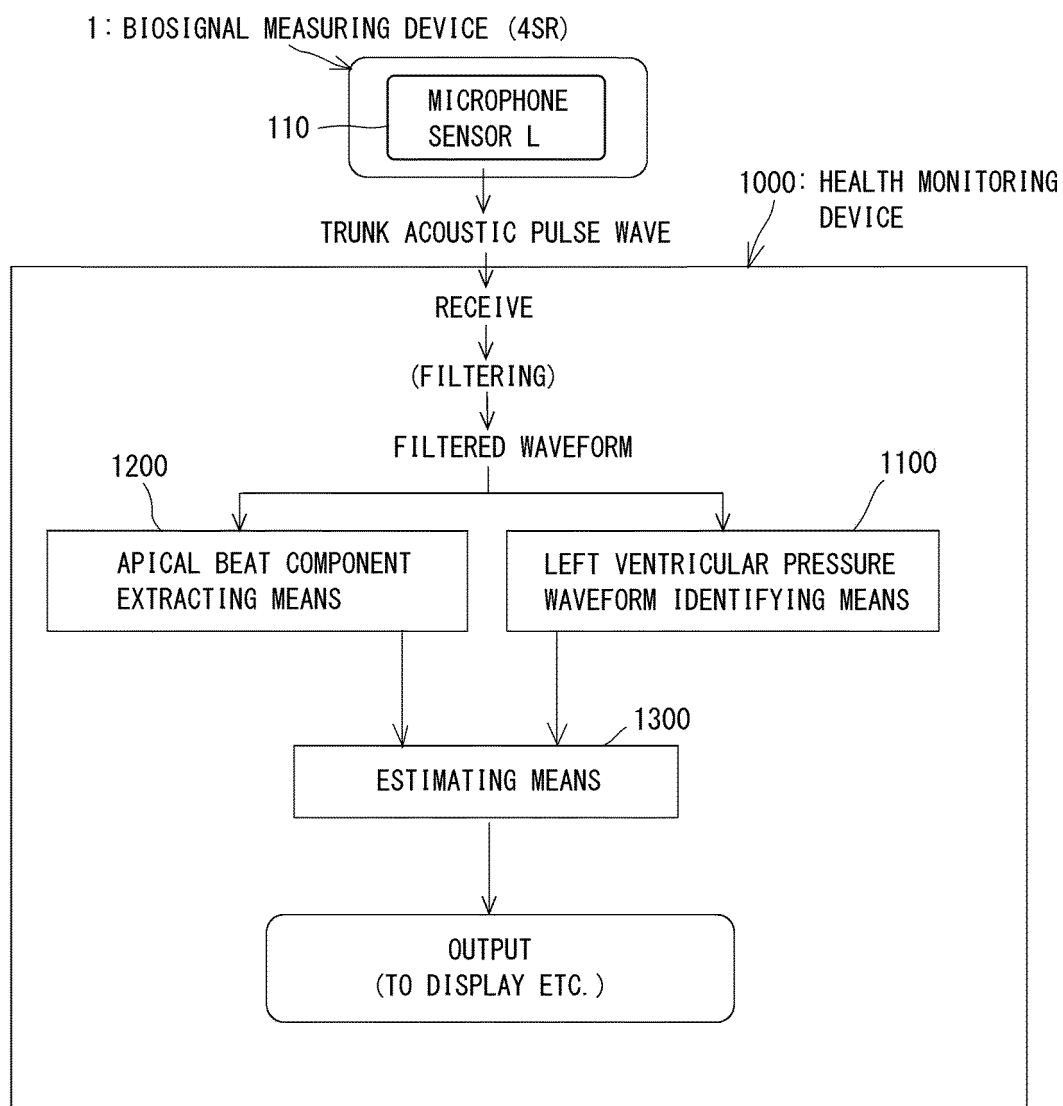 1: BIOSIGNAL MEASURING DEVICE (4SR)
MICROPHONE
SENSOR L
110
1000: HEALTH MONITORING
DEVICE
TRUNK ACOUSTIC PULSE WAVE
RECEIVE
(FILTERING)
FILTERED WAVEFORM
1200
1100
APICAL BEAT COMPONENT
EXTRACTING MEANS
LEFT VENTRICULAR PRESSURE
WAVEFORM IDENTIFYING MEANS
1300
ESTIMATING MEANS
OUTPUT
(TO DISPLAY ETC.)